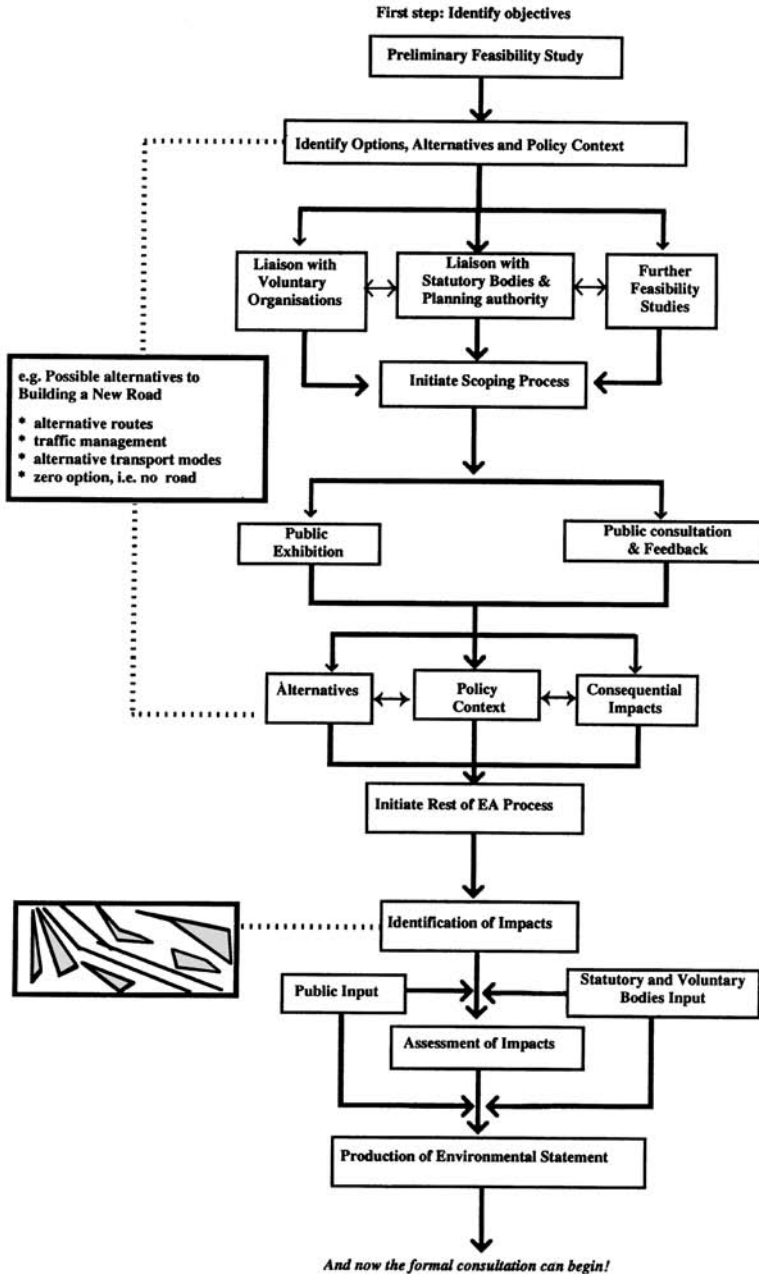 First step: Identify objectives
Preliminary Feasibility Study
Identify Options, Alternatives and Policy Context
Liaison with
Voluntary
Organisations
Liaison with
Statutory Bodies &
Planning authority
Further
Feasibility
Studies
e.g. Possible alternatives to
Building a New Road
* alternative routes
* traffic management
* alternative transport modes
* zero option, i.e. no road
Initiate Scoping Process
Public
Exhibition
Public consultation
& Feedback
Alternatives
Policy
Context
Consequential
Impacts
Initiate Rest of EA Process
Identification of Impacts
Public Input
Statutory and Voluntary
Bodies Input
Assessment of Impacts
Production of Environmental Statement
And now the formal consultation can begin!